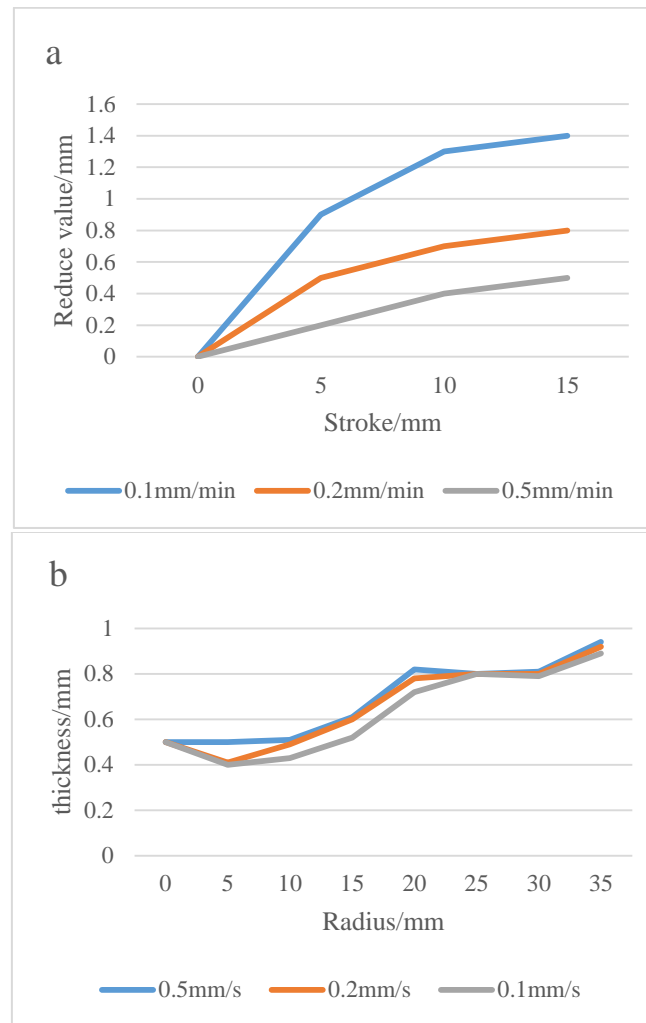 a
Reduce value/mm
1.6
1.4
1.2
1
0.8
0.6
0.4
0.2
0
0 5 10 15
Stroke/mm
0.1mm/min 0.2mm/min 0.5mm/min
b
thickness/mm
1
0.8
0.6
0.4
0.2
0
0 5 10 15 20 25 30 35
Radius/mm
0.5mm/s 0.2mm/s 0.1mm/s